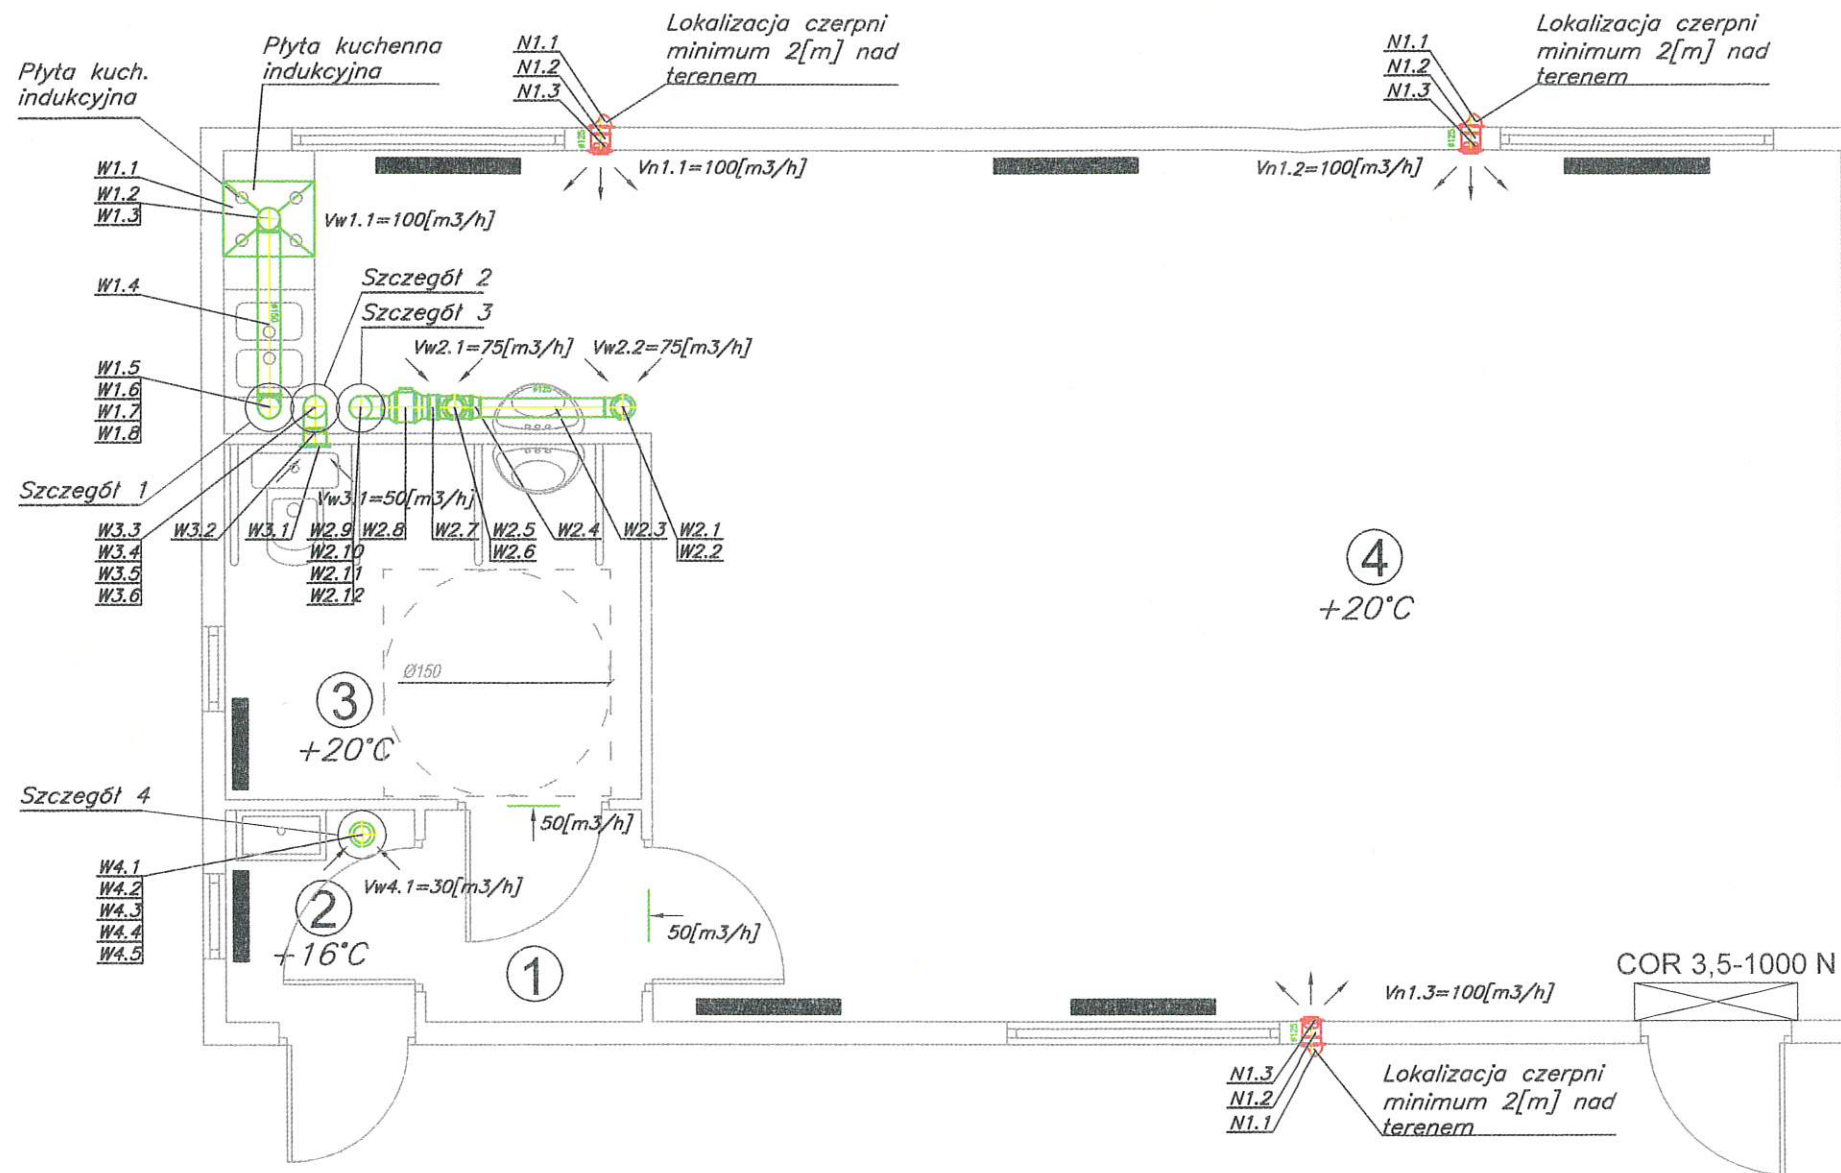 Płyta kuch.
indukcyjna
Płyta kuchenna
indukcyjna
N1.1
N1.2
N1.3
Lokalizacja czerpni
minimum 2[m] nad
terenem
N1.1
N1.2
N1.3
Lokalizacja czerpni
minimum 2[m] nad
terenem
ø125
Vn1.1=100[m3/h]
Vn1.2=100[m3/h]
ø125
W1.1
W1.2
W1.3
Vw1.1=100[m3/h]
W1.4
ø150
Szczegół 2
Szczegół 3
Vw2.1=75[m3/h]
Vw2.2=75[m3/h]
W1.5
W1.6
W1.7
W1.8
ø125
Szczegół 1
Vw3.1=50[m3/h]
W3.3
W3.4
W3.5
W3.6
W3.2
W3.1
W2.9
W2.10
W2.11
W2.12
W2.8
W2.7
W2.5
W2.6
W2.4
W2.3
W2.1
W2.2
4
+20°C
Ø150
3
+20°C
Szczegół 4
50[m3/h]
W4.1
W4.2
W4.3
W4.4
W4.5
Vw4.1=30[m3/h]
2
+16°C
50[m3/h]
1
COR 3,5-1000 N
Vn1.3=100[m3/h]
ø125
N1.3
N1.2
N1.1
Lokalizacja czerpni
minimum 2[m] nad
terenem